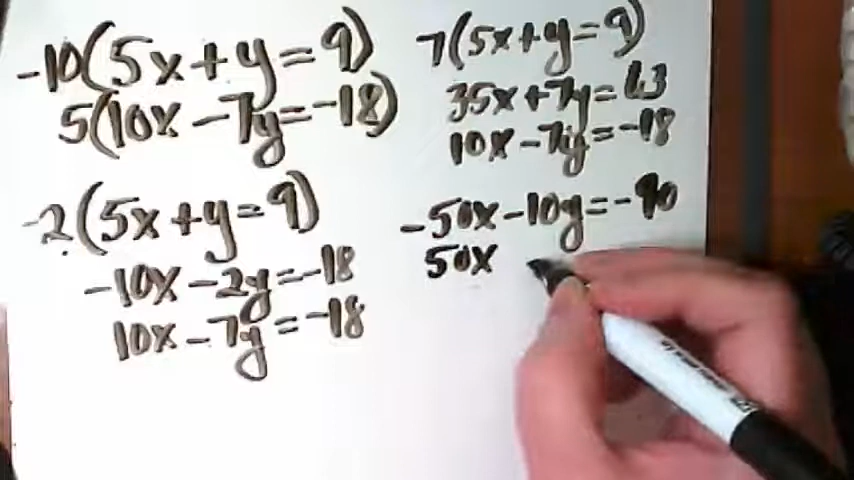 -10(5x+y=9)
5(10x-7y=-18)
-2(5x+y=9)
-10x-2y=-18
10x-7y=-18
7(5x+y=9)
35x+7y=63
10x-7y=-18
-50x-10y=-90
50x